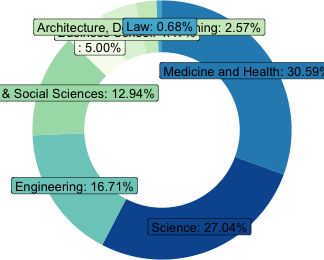 Architecture, D
Law: 0.68%
ning: 2.57%
: 5.00%
Medicine and Health: 30.59%
& Social Sciences: 12.94%
Engineering: 16.71%
Science: 27.04%